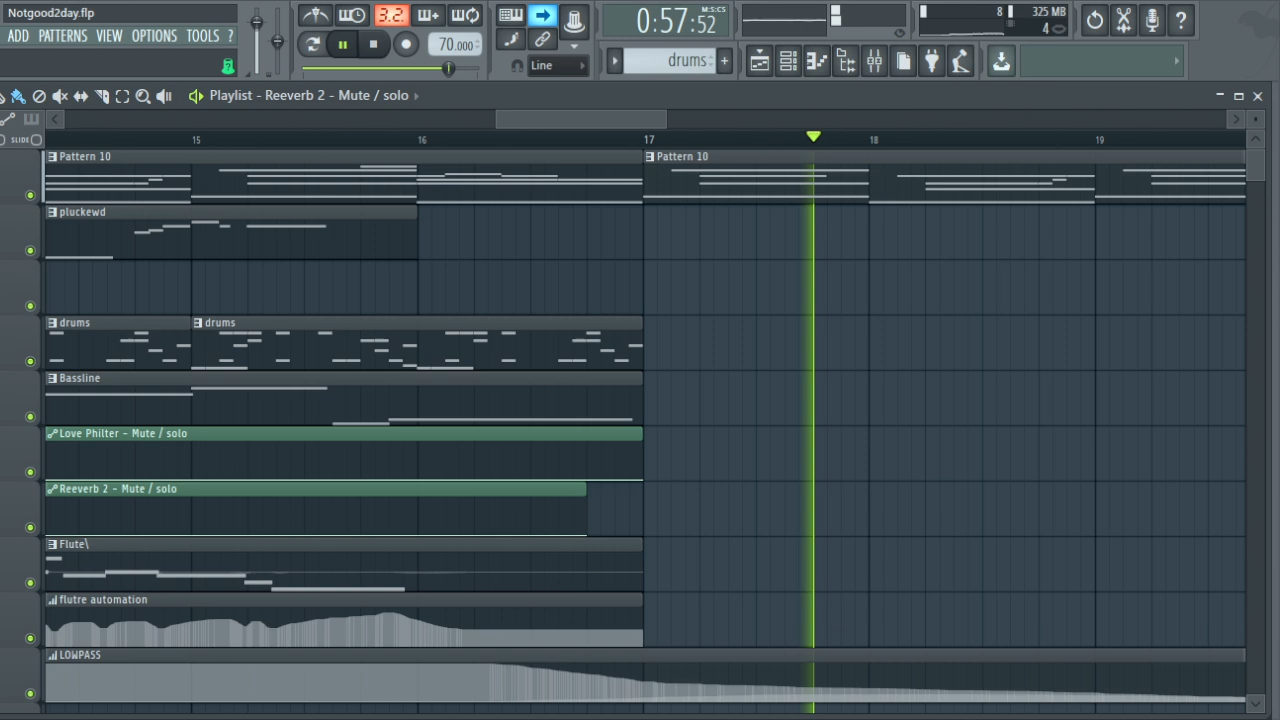 Notgood2day.flp
ADD PATTERNS VIEW OPTIONS TOOLS ?
3.2.
70.000
Line
0:57:52
M:S:CS
drums
8
325 MB
4
?
Playlist - Reeverb 2 - Mute / solo
SLIDE
15 16 17 18 19
Pattern 10
Pattern 10
pluckewd
drums
drums
Bassline
Love Philter - Mute / solo
Reeverb 2 - Mute / solo
Flute\
flutre automation
LOWPASS